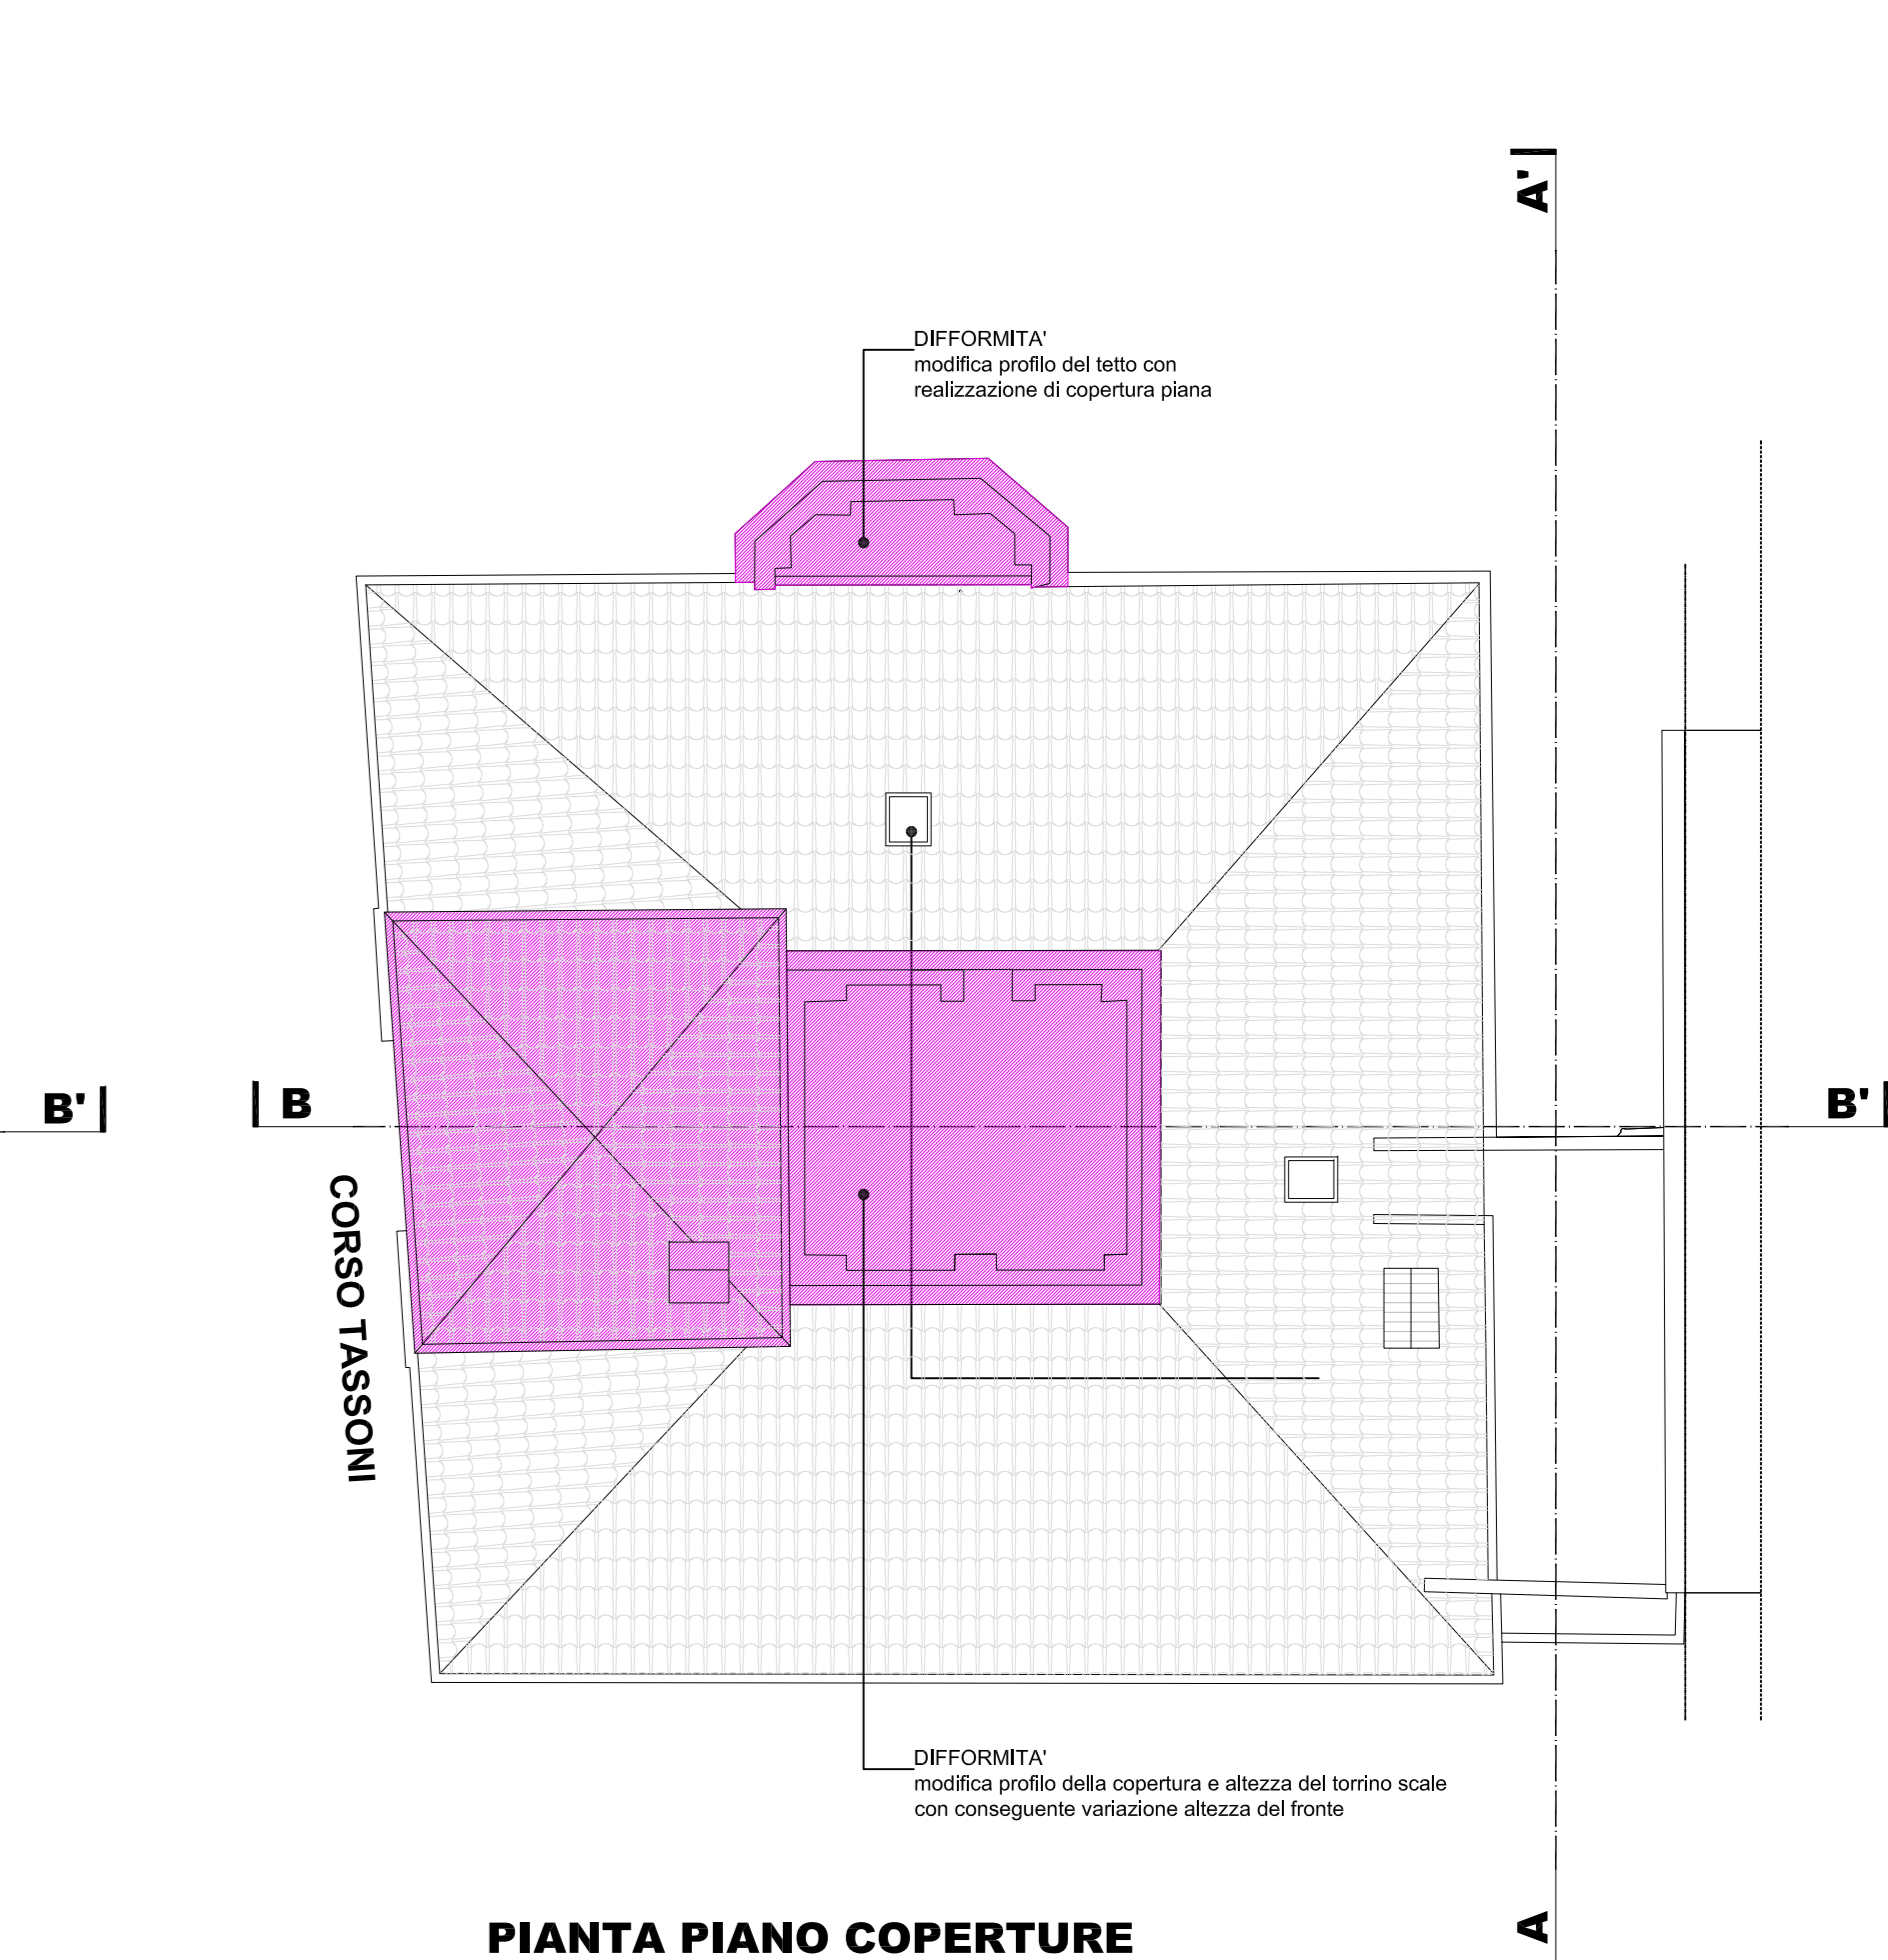 A'
DIFFORMITA'
modifica profilo del tetto con
realizzazione di copertura piana
B'
B
B'
CORSO TASSONI
DIFFORMITA'
modifica profilo della copertura e altezza del torrino scale
con conseguente variazione altezza del fronte
A
PIANTA PIANO COPERTURE